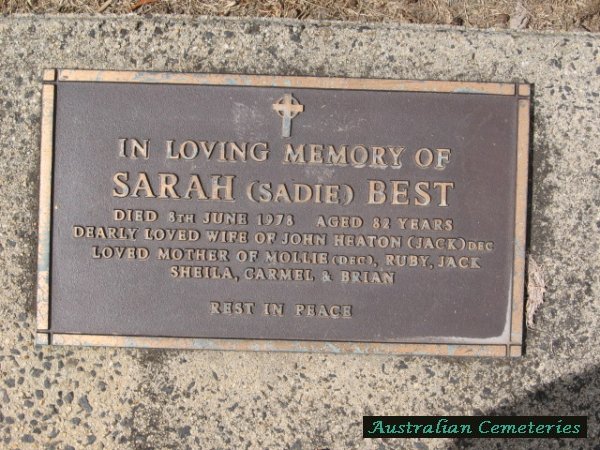 IN LOVING MEMORY OF
SARAH (SADIE) BEST
DIED 8TH JUNE 1978 AGED 82 YEARS
DEARLY LOVED WIFE OF JOHN HEATON (JACK) DEC
LOVED MOTHER OF MOLLIE (DEC), RUBY, JACK
SHEILA, CARMEL & BRIAN
REST IN PEACE
Australian Cemeteries